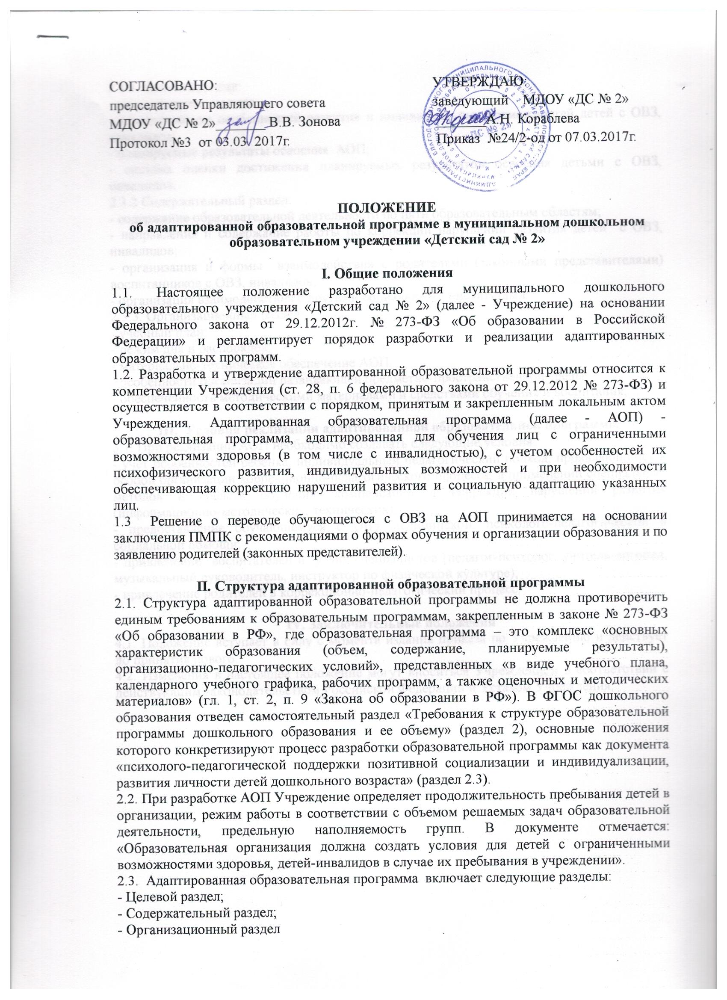 СОГЛАСОВАНО:
председатель Управляющего совета
МДОУ «ДС № 2»________В.В. Зонова
Протокол №3 от 03.03. 2017г.
УТВЕРЖДАЮ:
заведующий МДОУ «ДС № 2»
________А.Н. Кораблева
Приказ №24/2-од от 07.03.2017г.
ПОЛОЖЕНИЕ
об адаптированной образовательной программе в муниципальном дошкольном
образовательном учреждении «Детский сад № 2»
I. Общие положения
1.1. Настоящее положение разработано для муниципального дошкольного
образовательного учреждения «Детский сад № 2» (далее - Учреждение) на основании
Федерального закона от 29.12.2012г. № 273-ФЗ «Об образовании в Российской
Федерации» и регламентирует порядок разработки и реализации адаптированных
образовательных программ.
1.2. Разработка и утверждение адаптированной образовательной программы относится к
компетенции Учреждения (ст. 28, п. 6 федерального закона от 29.12.2012 № 273-ФЗ) и
осуществляется в соответствии с порядком, принятым и закрепленным локальным актом
Учреждения. Адаптированная образовательная программа (далее - АОП) -
образовательная программа, адаптированная для обучения лиц с ограниченными
возможностями здоровья (в том числе с инвалидностью), с учетом особенностей их
психофизического развития, индивидуальных возможностей и при необходимости
обеспечивающая коррекцию нарушений развития и социальную адаптацию указанных
лиц.
1.3 Решение о переводе обучающегося с ОВЗ на АОП принимается на основании
заключения ПМПК с рекомендациями о формах обучения и организации образования и по
заявлению родителей (законных представителей).
II. Структура адаптированной образовательной программы
2.1. Структура адаптированной образовательной программы не должна противоречить
единым требованиям к образовательным программам, закрепленным в законе № 273-ФЗ
«Об образовании в РФ», где образовательная программа – это комплекс «основных
характеристик образования (объем, содержание, планируемые результаты),
организационно-педагогических условий», представленных «в виде учебного плана,
календарного учебного графика, рабочих программ, а также оценочных и методических
материалов» (гл. 1, ст. 2, п. 9 «Закона об образовании в РФ»). В ФГОС дошкольного
образования отведен самостоятельный раздел «Требования к структуре образовательной
программы дошкольного образования и ее объему» (раздел 2), основные положения
которого конкретизируют процесс разработки образовательной программы как документа
«психолого-педагогической поддержки позитивной социализации и индивидуализации,
развития личности детей дошкольного возраста» (раздел 2.3).
2.2. При разработке АОП Учреждение определяет продолжительность пребывания детей в
организации, режим работы в соответствии с объемом решаемых задач образовательной
деятельности, предельную наполняемость групп. В документе отмечается:
«Образовательная организация должна создать условия для детей с ограниченными
возможностями здоровья, детей-инвалидов в случае их пребывания в учреждении».
2.3. Адаптированная образовательная программа включает следующие разделы:
- Целевой раздел;
- Содержательный раздел;
- Организационный раздел